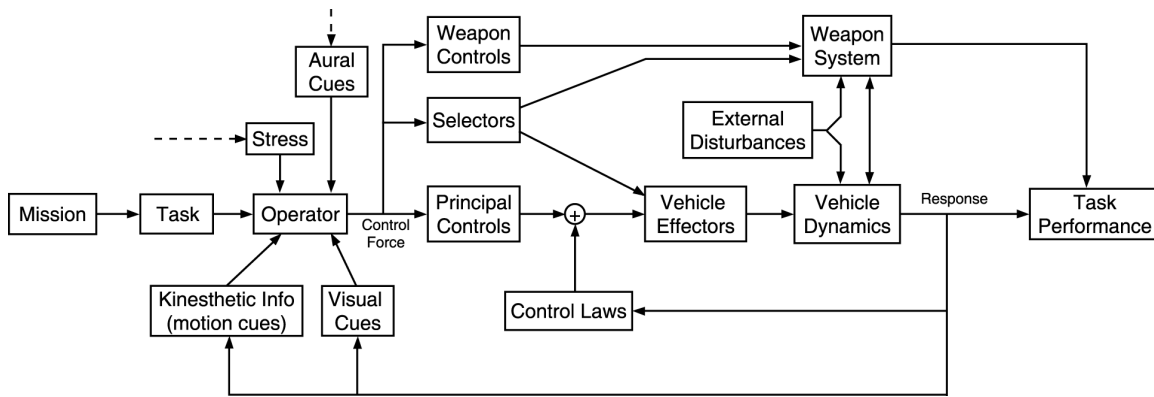 Aural
Cues
Weapon
Controls
Weapon
System
Stress
Selectors
External
Disturbances
Mission
Task
Operator
Control
Force
Principal
Controls
+
Vehicle
Effectors
Vehicle
Dynamics
Response
Task
Performance
Kinesthetic Info
(motion cues)
Visual
Cues
Control Laws